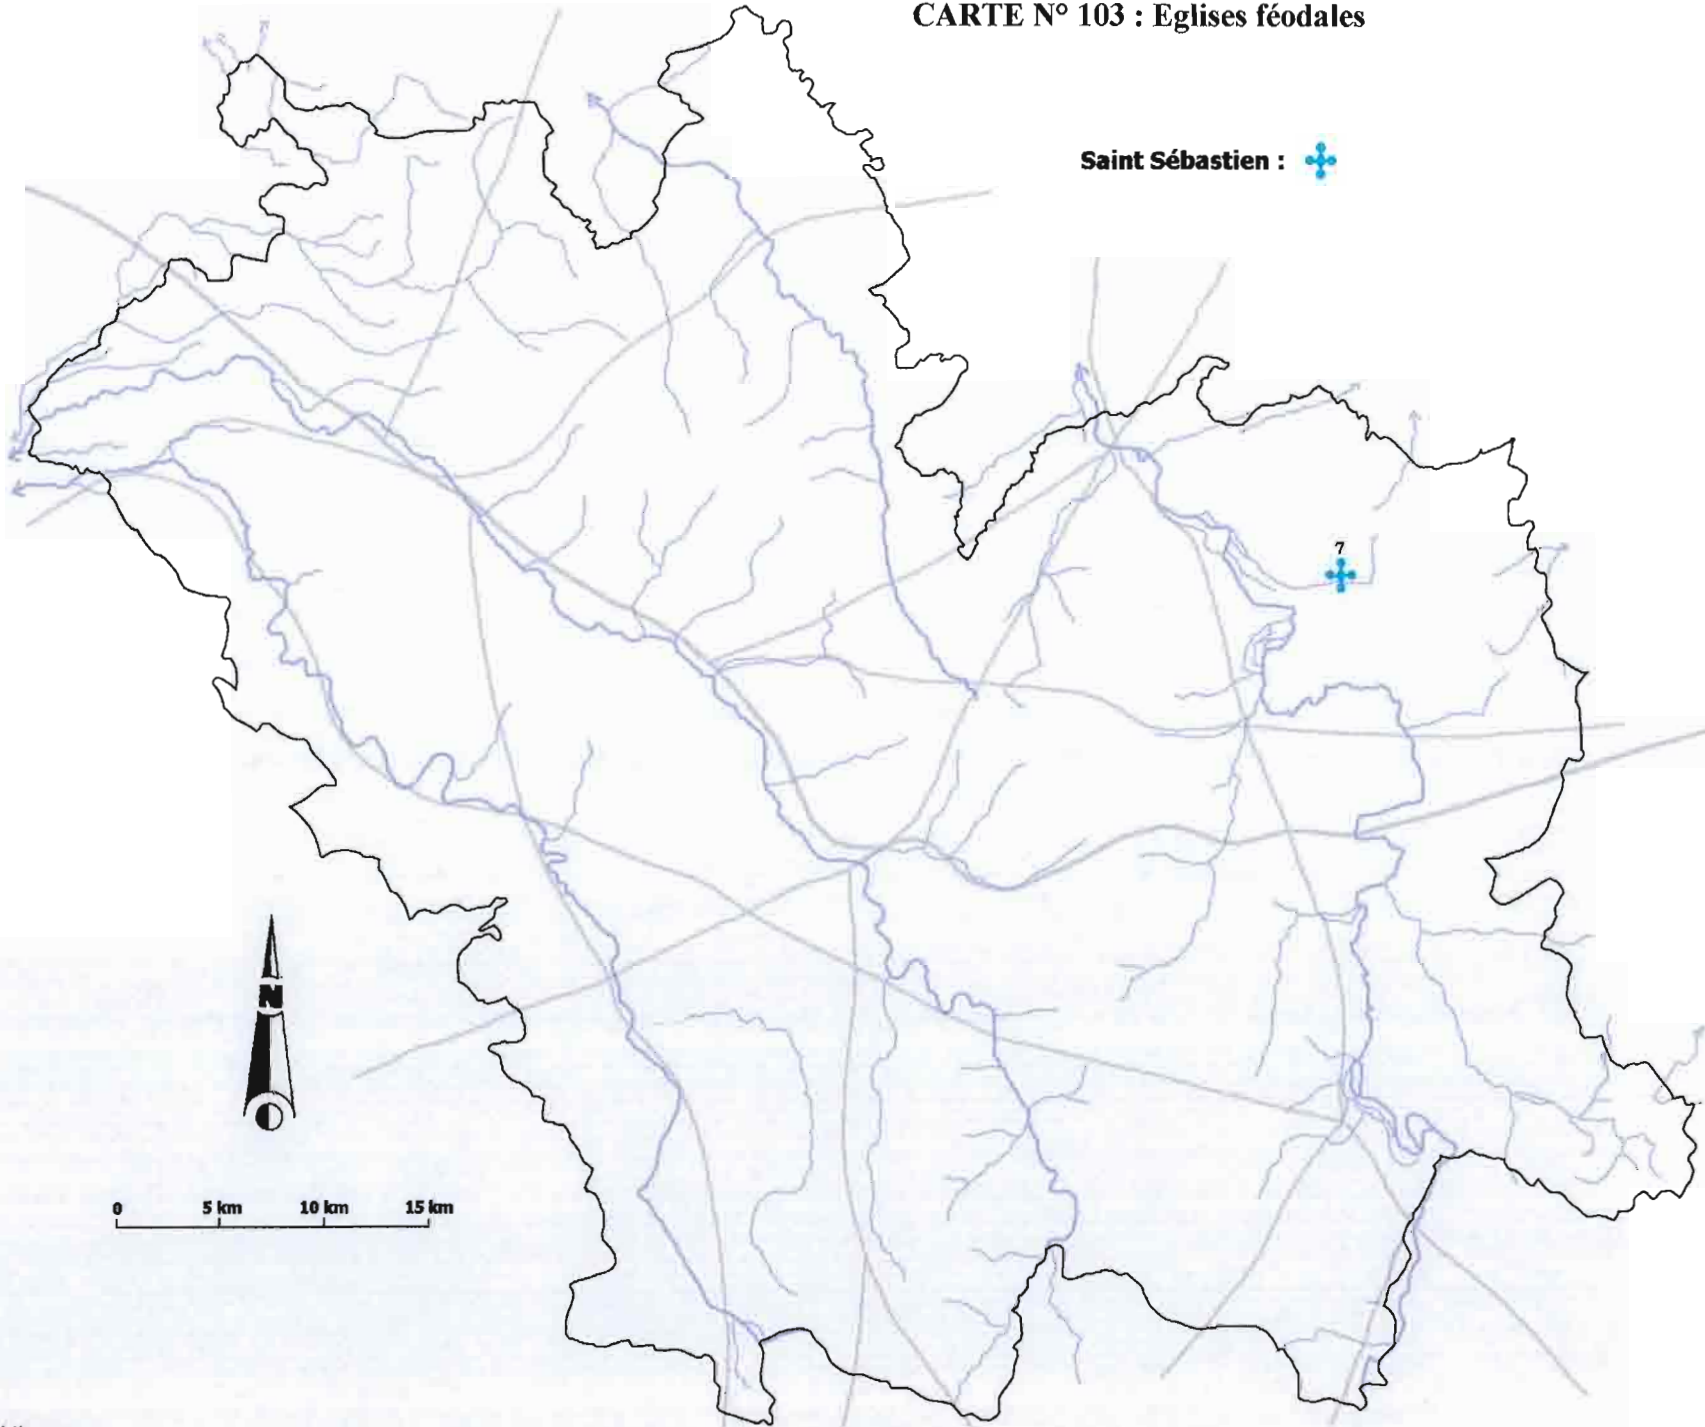 CARTE N° 103 : Eglises féodales
Saint Sébastien :
7
N
0 5 km 10 km 15 km